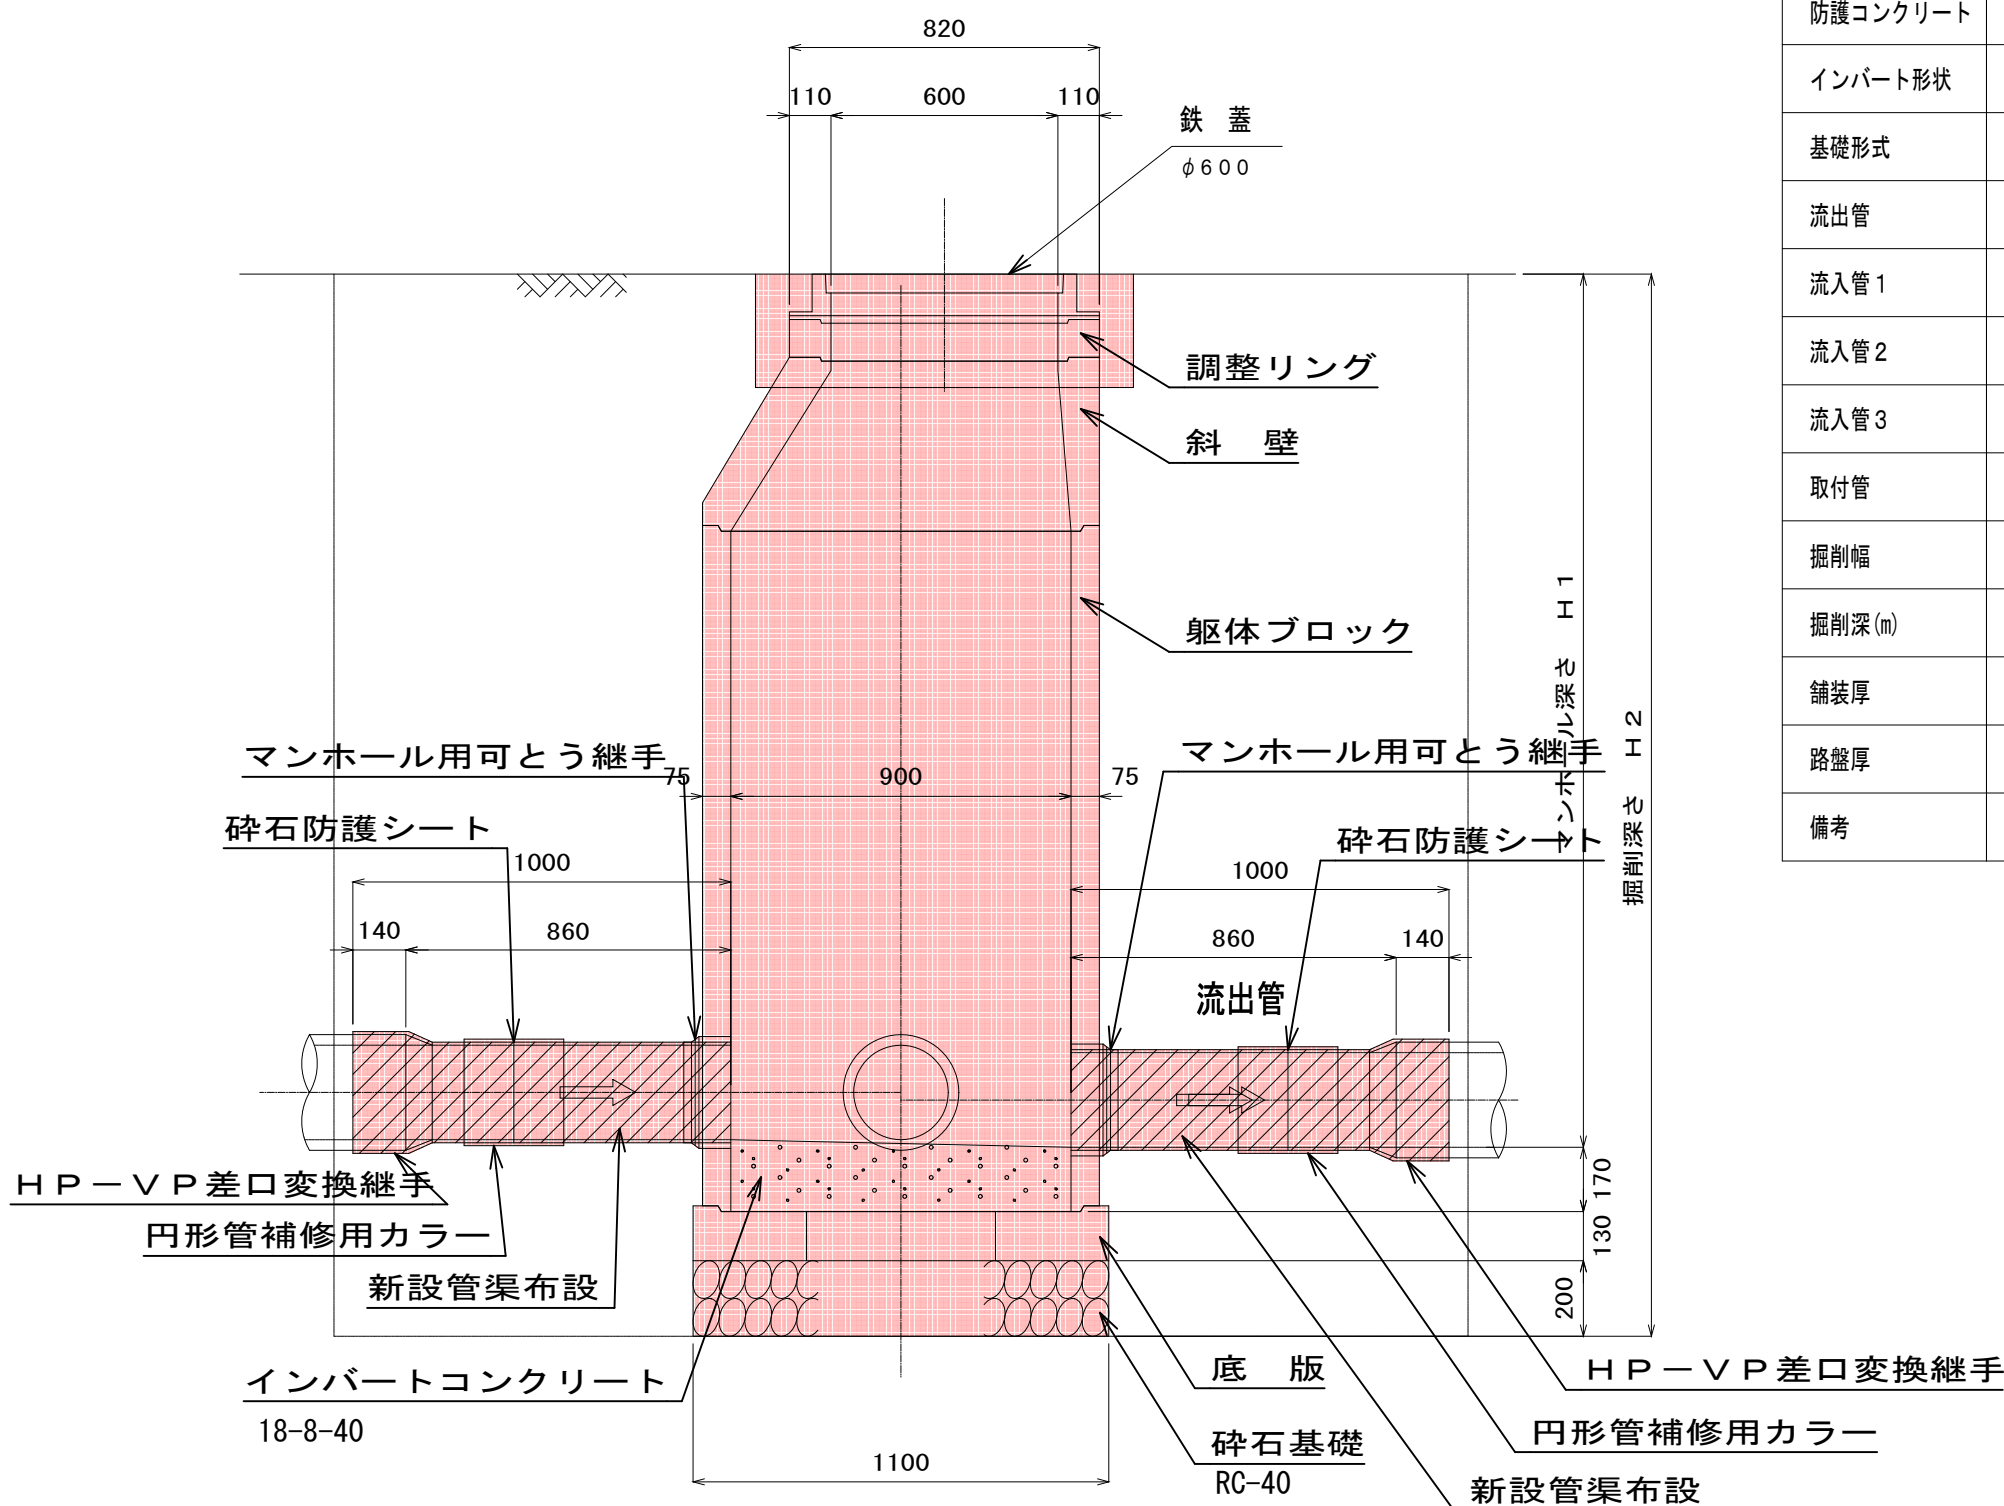 820
110
600
110
鉄 蓋
φ600
調整リング
斜 壁
躯体ブロック
マンホール用可とう継手
75
900
75
マンホール用可とう継手
砕石防護シート
1000
砕石防護シート
1000
140
860
860
140
流出管
マンホール深さ H1
掘削深さ H2
HP-VP差口変換継手
円形管補修用カラー
新設管渠布設
170
130
200
インバートコンクリート
18-8-40
底 版
HP-VP差口変換継手
砕石基礎
RC-40
円形管補修用カラー
新設管渠布設
1100
防護コンクリート
インバート形状
基礎形式
流出管
流入管1
流入管2
流入管3
取付管
掘削幅
掘削深(m)
舗装厚
路盤厚
備考